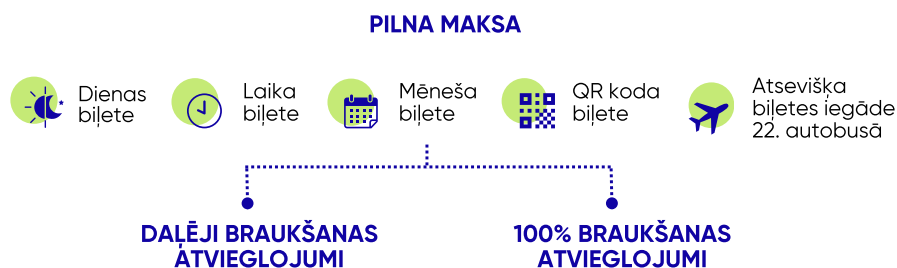 PILNA MAKSA
Dienas
biļete
Laika
biļete
Mēneša
biļete
QR koda
biļete
Atsevišķa
biļetes iegāde
22. autobusā
DAĻĒJI BRAUKŠANAS
ATVIEGLOJUMI
100% BRAUKŠANAS
ATVIEGLOJUMI